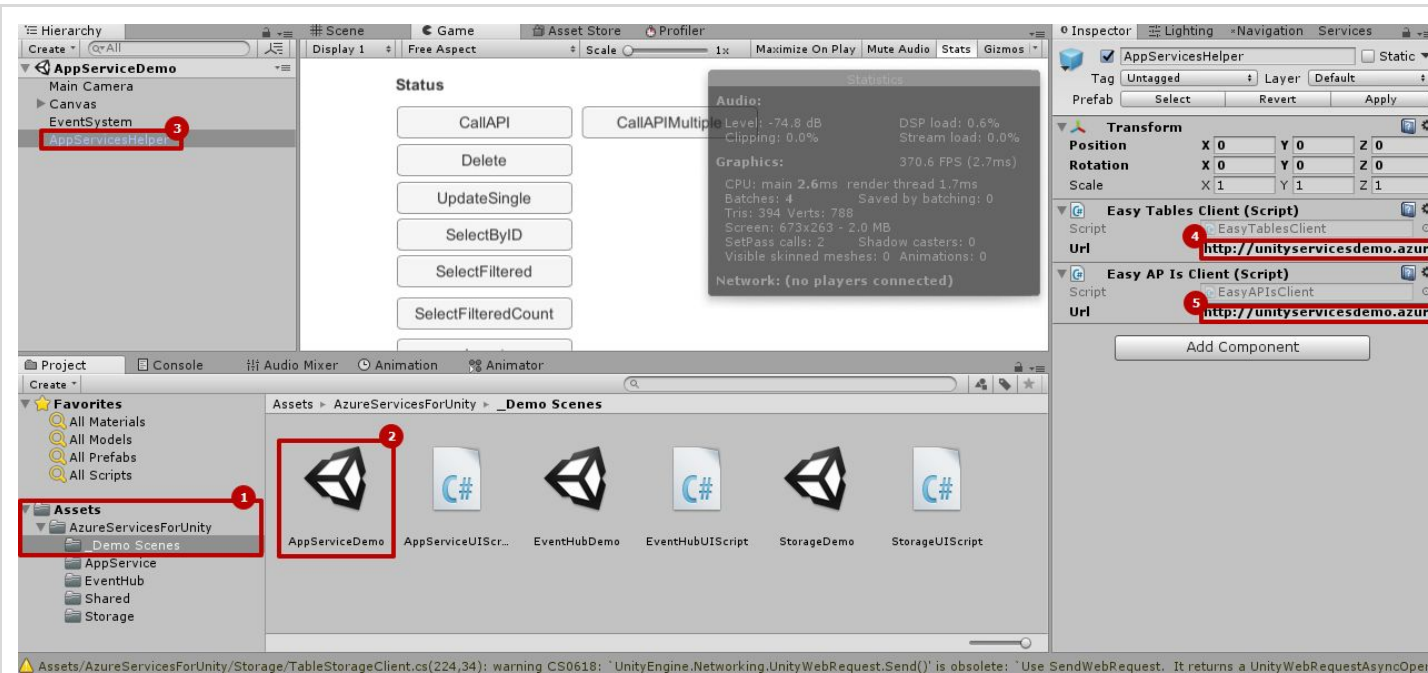 Hierarchy
Create All
AppServiceDemo
Main Camera
Canvas
EventSystem
3
AppServicesHelper
Scene Game Asset Store Profiler
Display 1 Free Aspect Scale 1x Maximize On Play Mute Audio Stats Gizmos
Status
CallAPI CallAPIMultiple
Delete
UpdateSingle
SelectByID
SelectFiltered
SelectFilteredCount
Statistics
Audio:
Level: -74.8 dB DSP load: 0.6%
Clipping: 0.0% Stream load: 0.0%
Graphics: 370.6 FPS (2.7ms)
CPU: main 2.6ms render thread 1.7ms
Batches: 4 Saved by batching: 0
Tris: 394 Verts: 788
Screen: 673x263 - 2.0 MB
SetPass calls: 2 Shadow casters: 0
Visible skinned meshes: 0 Animations: 0
Network: (no players connected)
Inspector Lighting Navigation Services
AppServicesHelper Static
Tag Untagged Layer Default
Prefab Select Revert Apply
Transform
Position X 0 Y 0 Z 0
Rotation X 0 Y 0 Z 0
Scale X 1 Y 1 Z 1
Easy Tables Client (Script)
Script EasyTablesClient
4
Url http://unityservicesdemo.azur
Easy AP Is Client (Script)
Script EasyAPIsClient
5
Url http://unityservicesdemo.azur
Add Component
Project Console Audio Mixer Animation Animator
Create
Favorites
All Materials
All Models
All Prefabs
All Scripts
1
Assets
AzureServicesForUnity
_Demo Scenes
AppService
EventHub
Shared
Storage
Assets AzureServicesForUnity _Demo Scenes
2
C# C# C#
AppServiceDemo AppServiceUIScr... EventHubDemo EventHubUIScript StorageDemo StorageUIScript
Assets/AzureServicesForUnity/Storage/TableStorageClient.cs(224,34): warning CS0618: `UnityEngine.Networking.UnityWebRequest.Send()' is obsolete: `Use SendWebRequest. It returns a UnityWebRequestAsyncOper